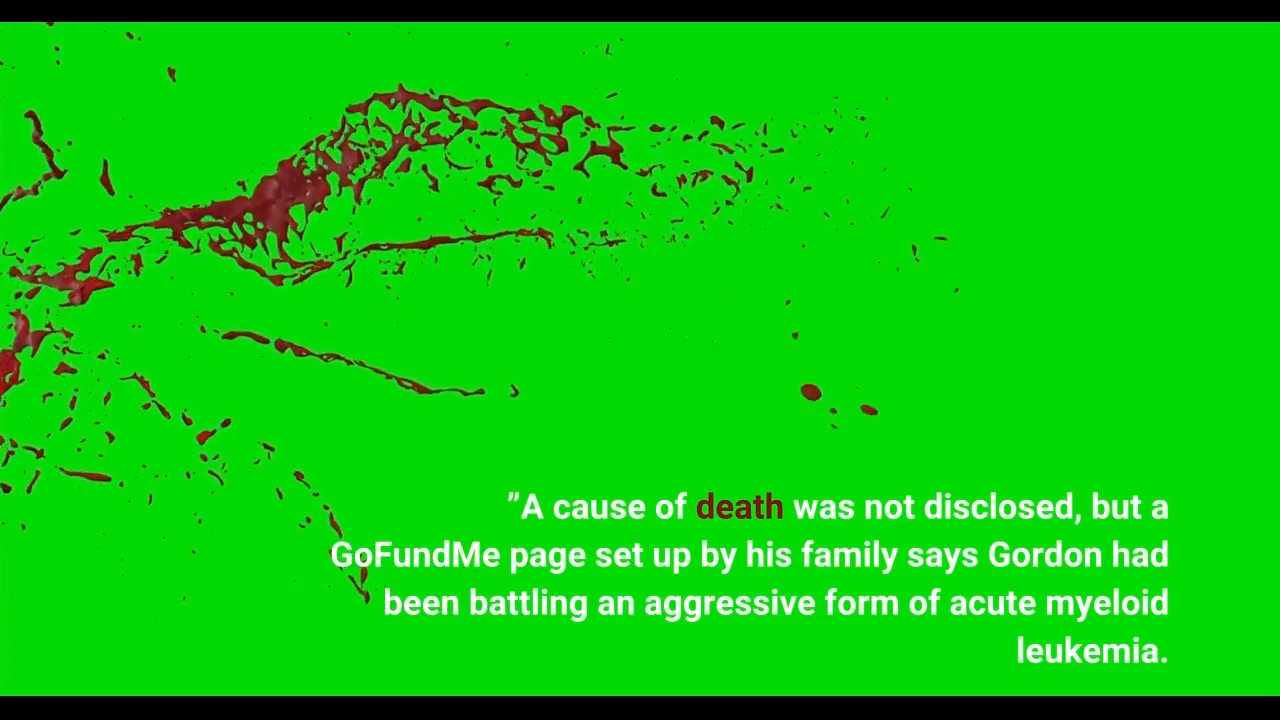 ”A cause of death was not disclosed, but a
GoFundMe page set up by his family says Gordon had
been battling an aggressive form of acute myeloid
leukemia.